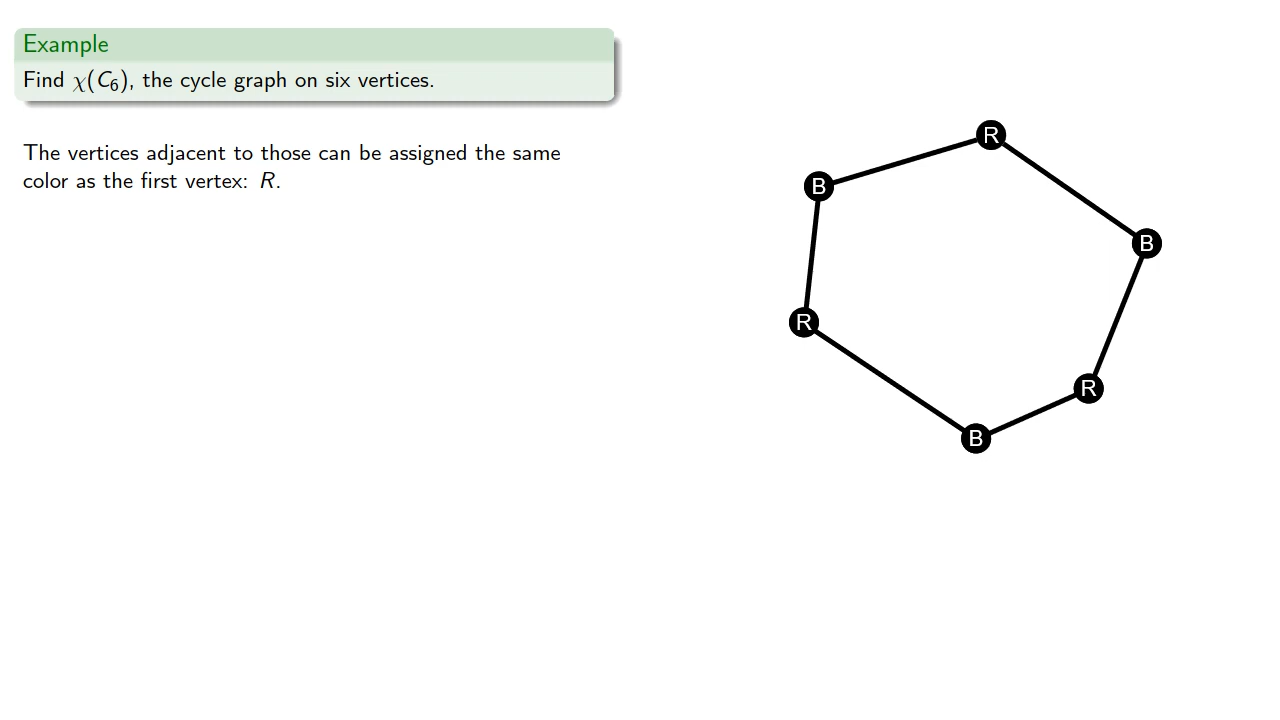 Example
Find χ(C₆), the cycle graph on six vertices.
The vertices adjacent to those can be assigned the same
color as the first vertex: R.
R
B
B
R
R
B